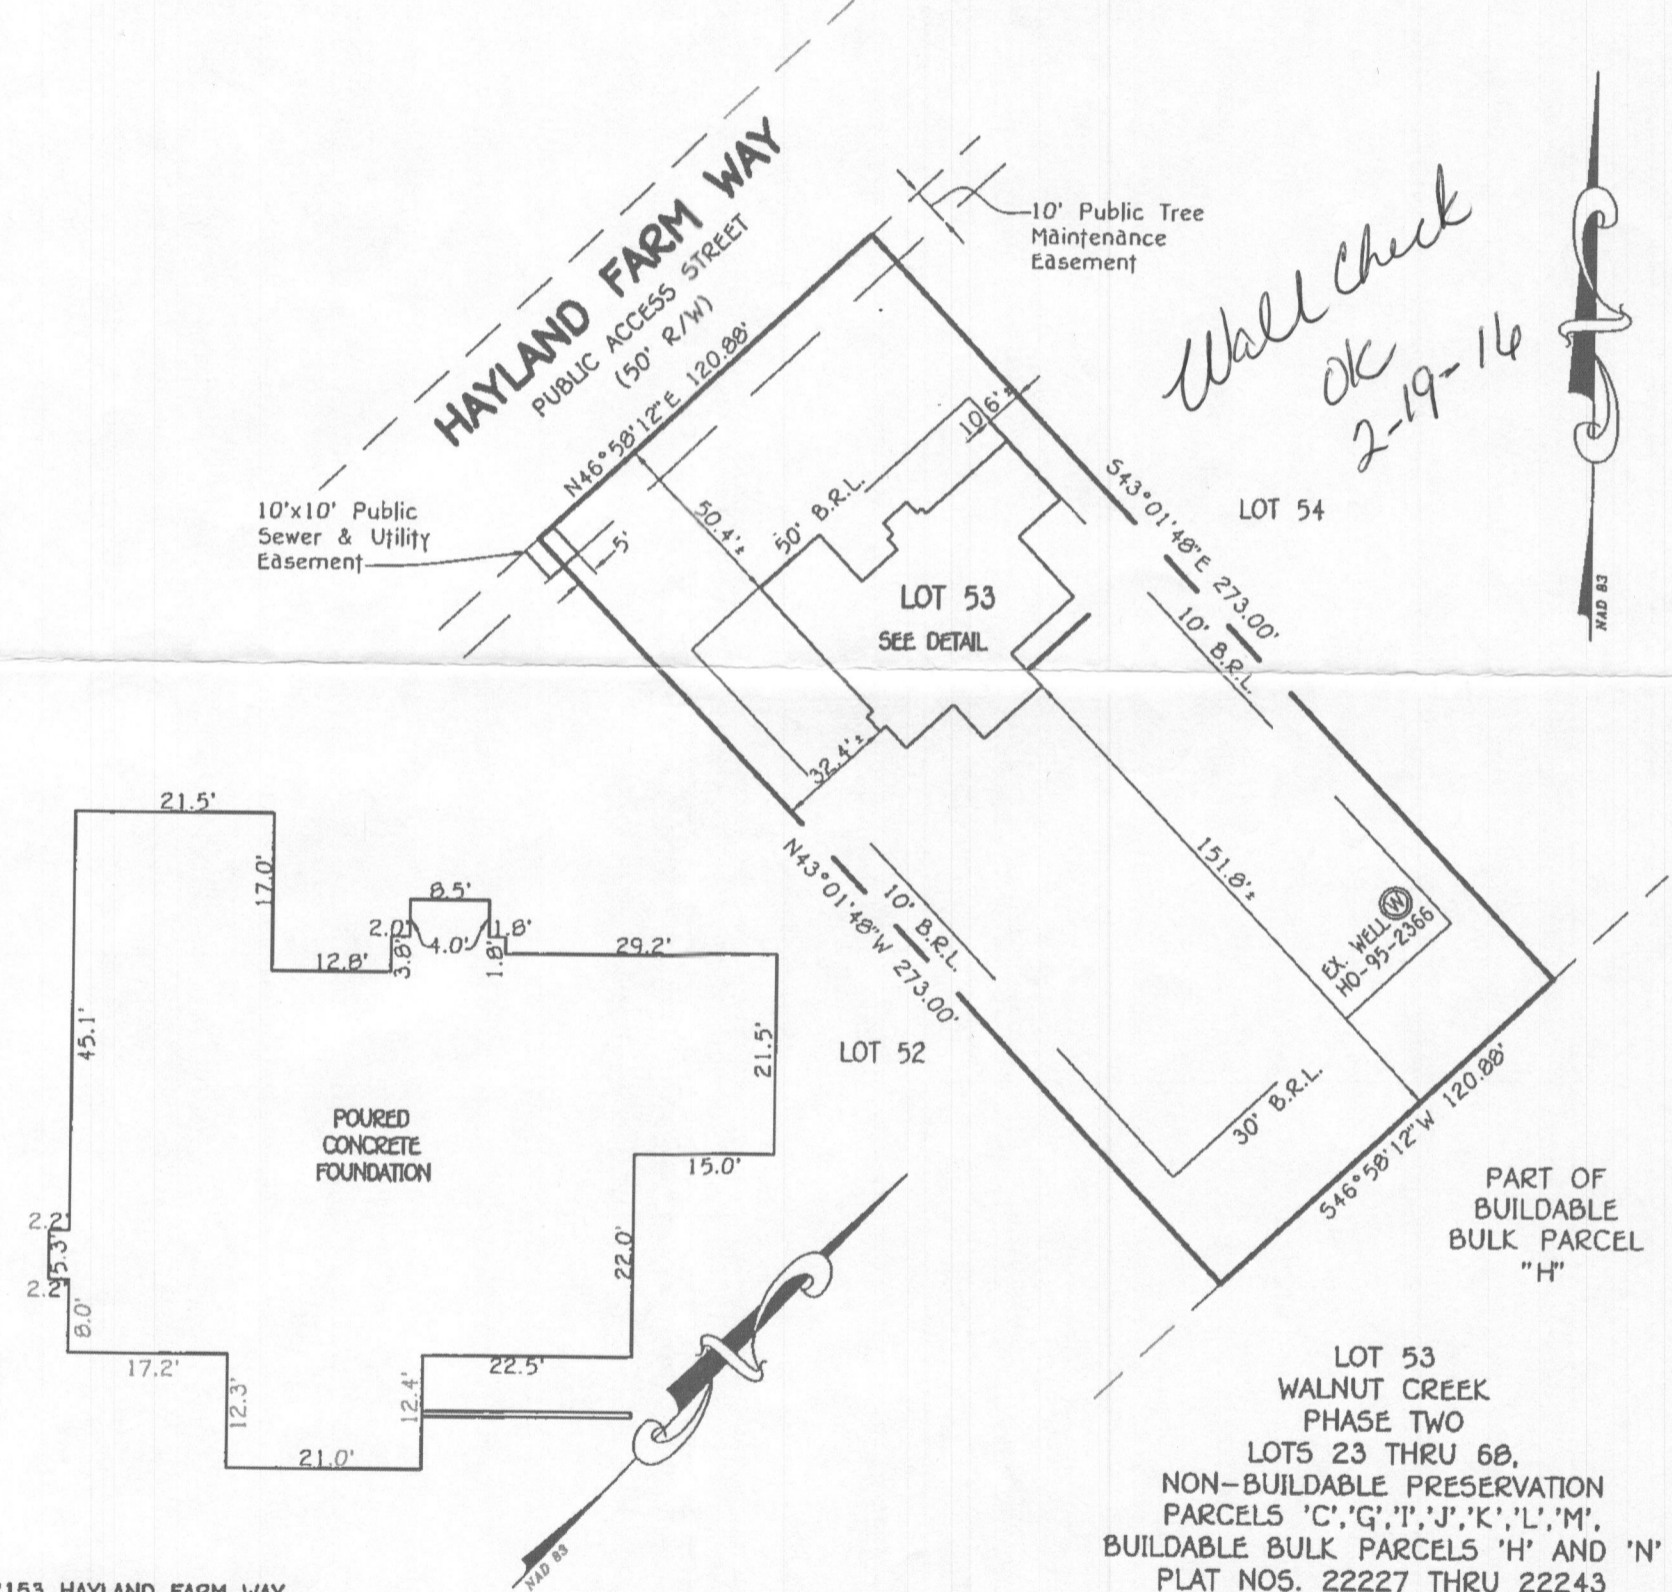 HAYLAND FARM WAY
PUBLIC ACCESS STREET
(50' R/W)
N46°58'12"E 120.88'
10' Public Tree
Maintenance
Easement
Wall Check
OK
2-19-16
NAD 83
10'x10' Public
Sewer & Utility
Easement
5'
50.4'±
50' B.R.L.
10.6'±
S43°01'48"E 273.00'
LOT 54
LOT 53
SEE DETAIL
10' B.R.L.
32.4'±
N43°01'48"W 273.00'
10' B.R.L.
151.8'±
EX. WELL W
HO-95-2366
LOT 52
30' B.R.L.
S46°58'12"W 120.88'
PART OF
BUILDABLE
BULK PARCEL
"H"
21.5'
17.0'
8.5'
2.0'
1.8'
4.0'
12.8'
3.8'
1.8'
29.2'
45.1'
21.5'
POURED
CONCRETE
FOUNDATION
15.0'
2.2'
5.3'
2.2'
8.0'
22.0'
17.2'
22.5'
12.3'
12.4'
21.0'
NAD 83
LOT 53
WALNUT CREEK
PHASE TWO
LOTS 23 THRU 68,
NON-BUILDABLE PRESERVATION
PARCELS 'C','G','I','J','K','L','M',
BUILDABLE BULK PARCELS 'H' AND 'N'
PLAT NOS. 22227 THRU 22243
153 HAYLAND FARM WAY